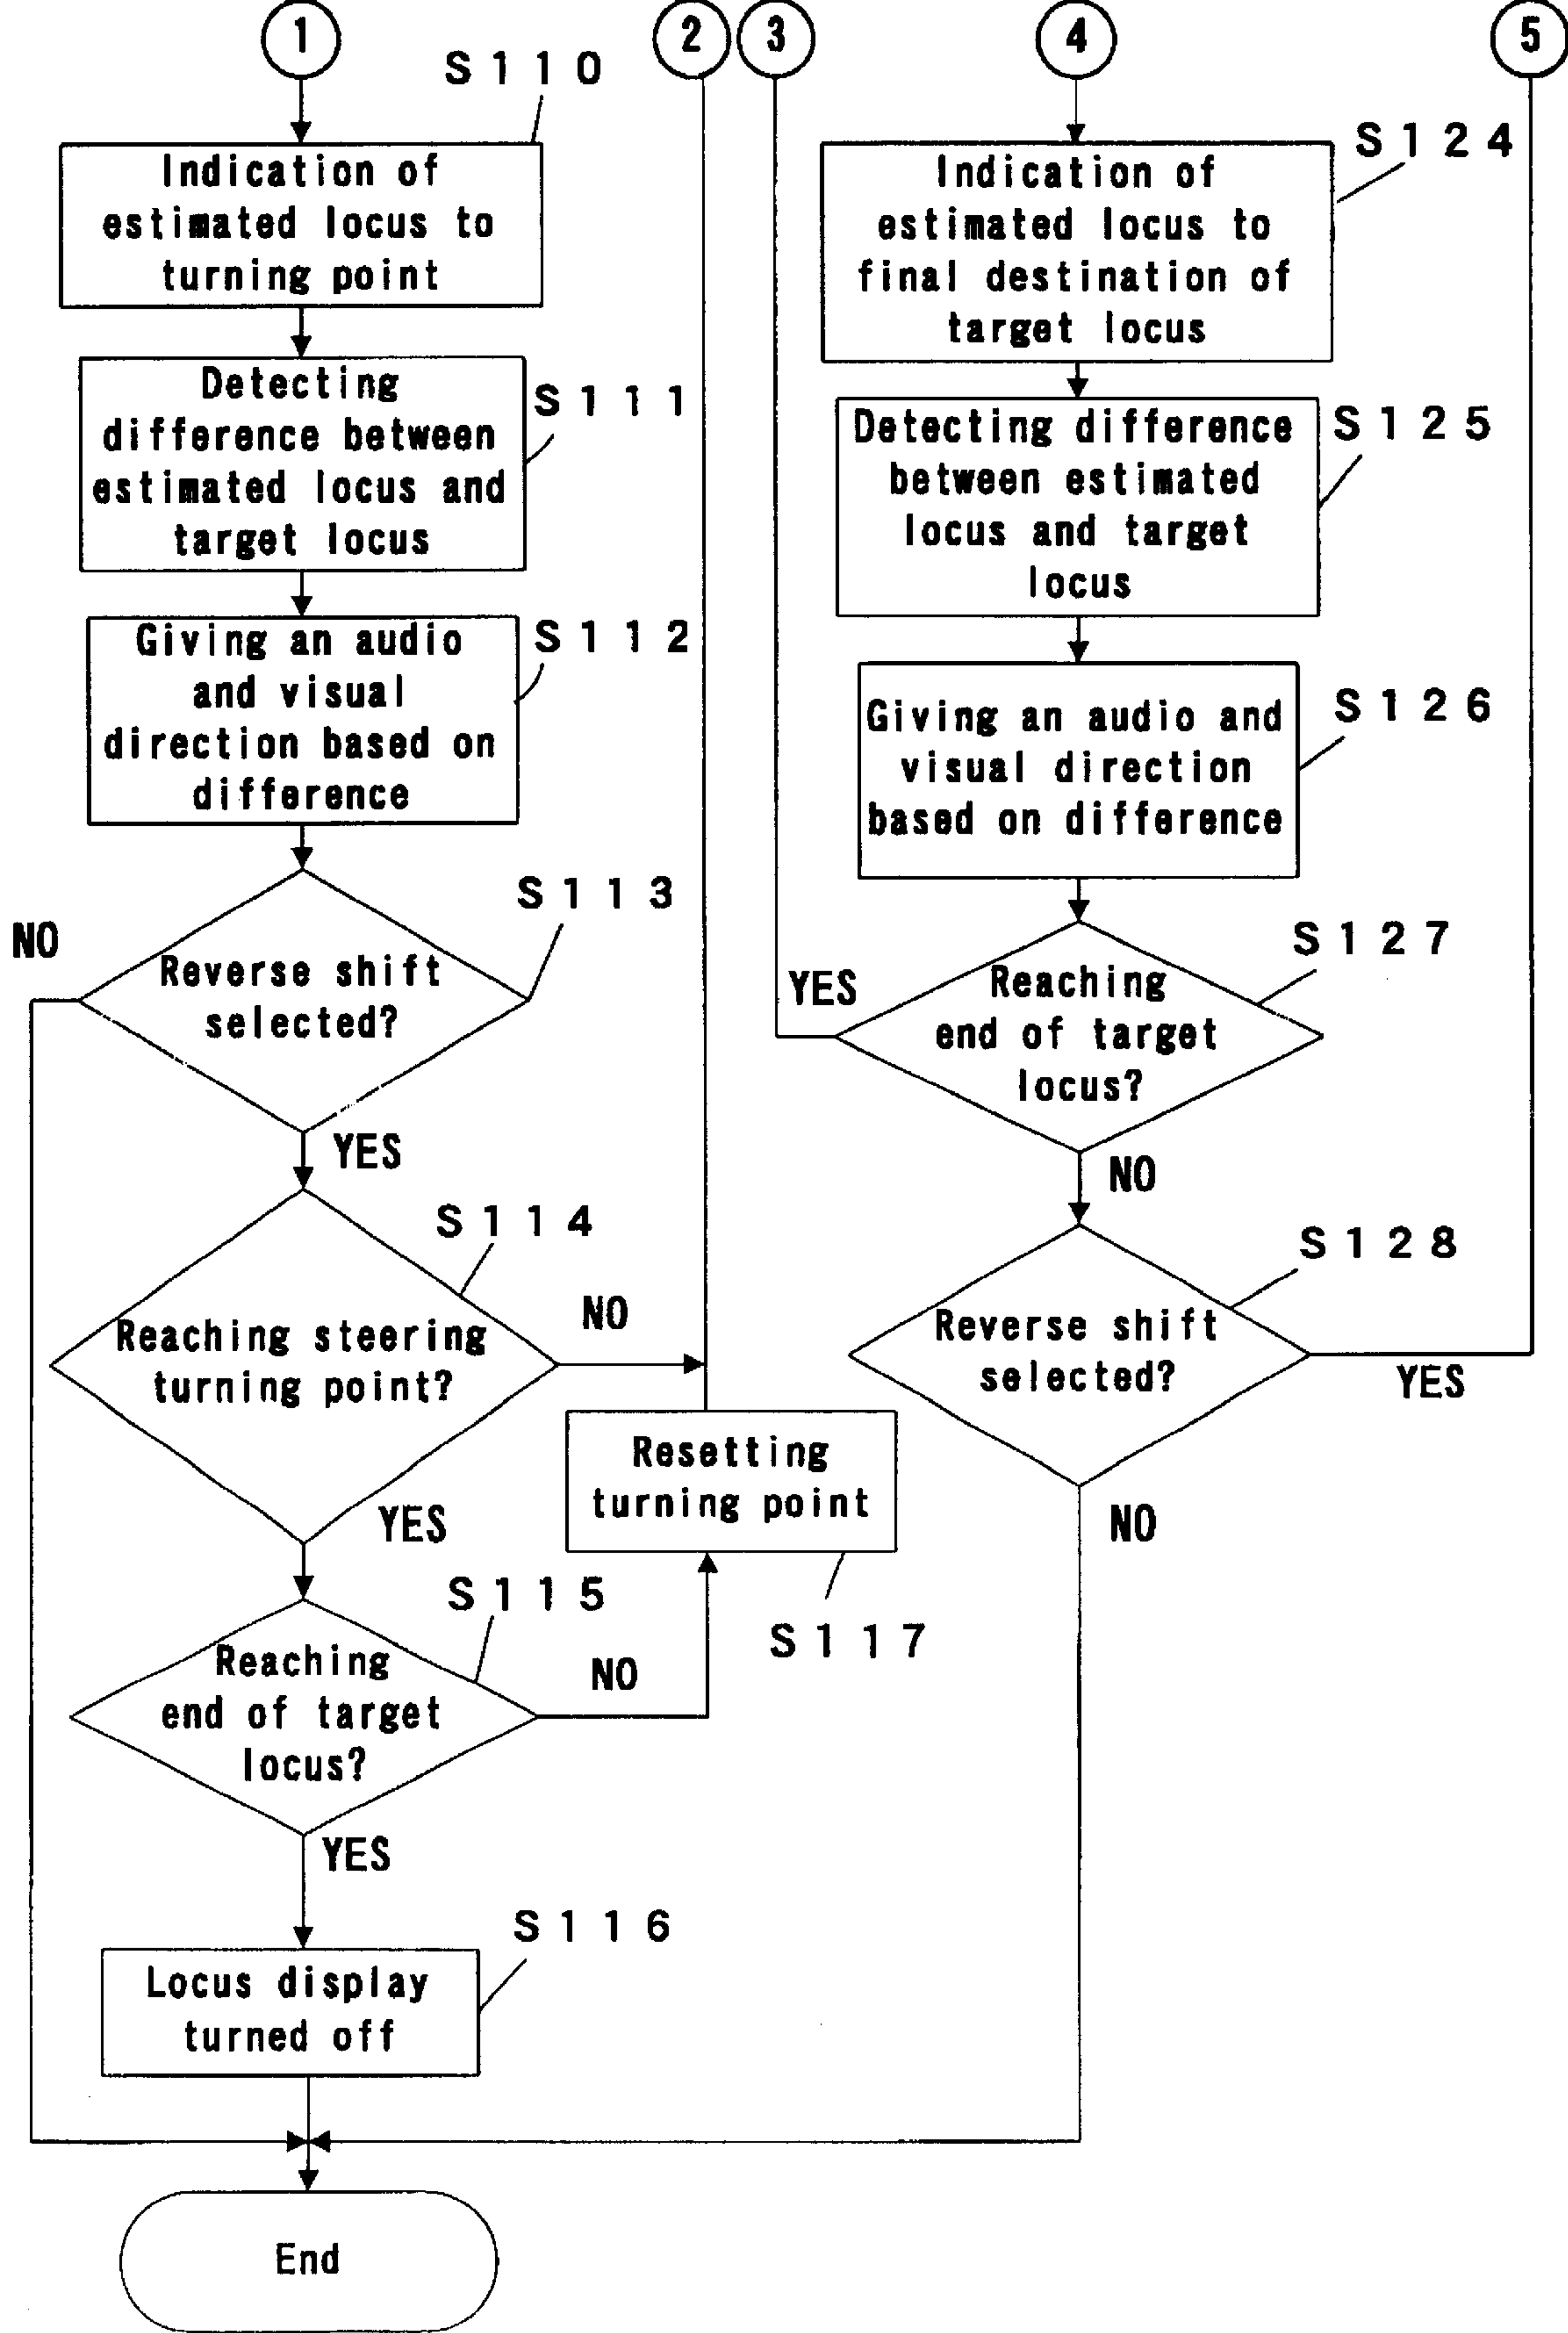 1
2
3
4
5
S110
Indication of
estimated locus to
turning point
S111
Detecting
difference between
estimated locus and
target locus
S112
Giving an audio
and visual
direction based on
difference
S113
NO
Reverse shift
selected?
YES
S114
Reaching steering
turning point?
NO
YES
S115
Reaching
end of target
locus?
NO
YES
Resetting
turning point
S117
S116
Locus display
turned off
End
S124
Indication of
estimated locus to
final destination of
target locus
S125
Detecting difference
between estimated
locus and target
locus
S126
Giving an audio and
visual direction
based on difference
S127
YES
Reaching
end of target
locus?
NO
S128
Reverse shift
selected?
YES
NO